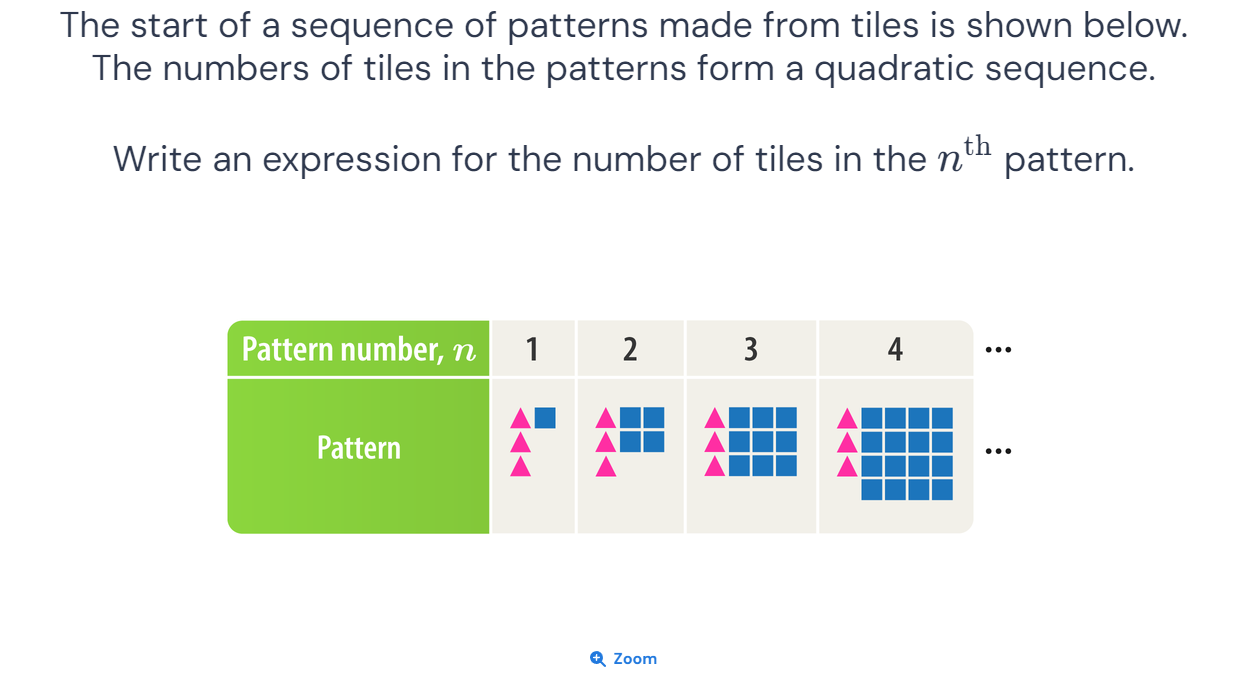 The start of a sequence of patterns made from tiles is shown below.
The numbers of tiles in the patterns form a quadratic sequence.
Write an expression for the number of tiles in the nᵗʰ pattern.
Pattern number, n 1 2 3 4 ...
Pattern ...
Zoom